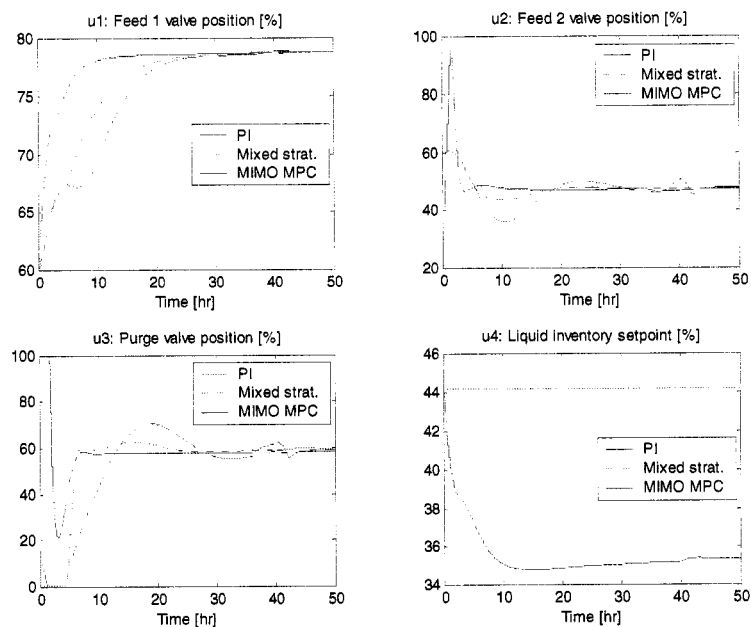 u1: Feed 1 valve position [%]
80
75
70
65
60
0 10 20 30 40 50
Time [hr]
PI
Mixed strat.
MIMO MPC
u2: Feed 2 valve position [%]
100
80
60
40
20
0 10 20 30 40 50
Time [hr]
PI
Mixed strat.
MIMO MPC
u3: Purge valve position [%]
100
80
60
40
20
0
0 10 20 30 40 50
Time [hr]
PI
Mixed strat.
MIMO MPC
u4: Liquid inventory setpoint [%]
46
44
42
40
38
36
34
0 10 20 30 40 50
Time [hr]
PI
Mixed strat.
MIMO MPC